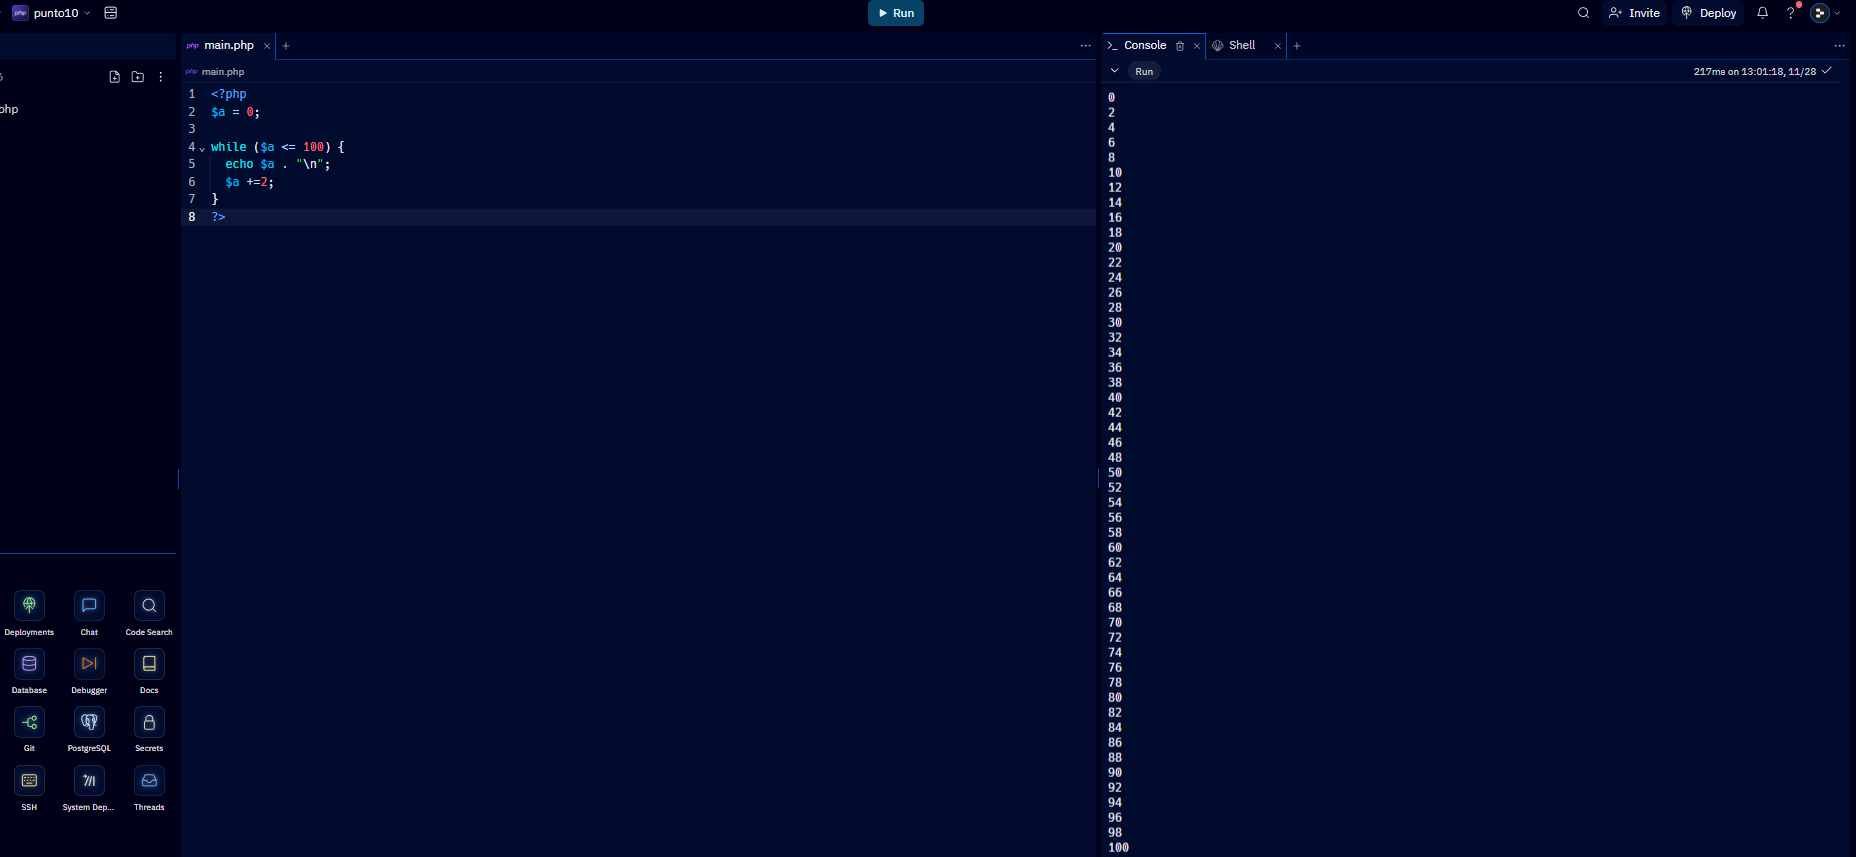 php punto10
Run
Invite
Deploy
php main.php
Console
Shell
php main.php
Run
217ms on 13:01:18, 11/28
php
1 <?php
2 $a = 0;
3
4 while ($a <= 100) {
5 echo $a . "\n";
6 $a +=2;
7 }
8 ?>
0
2
4
6
8
10
12
14
16
18
20
22
24
26
28
30
32
34
36
38
40
42
44
46
48
50
52
54
56
58
60
62
64
66
68
70
72
74
76
78
80
82
84
86
88
90
92
94
96
98
100
Deployments
Chat
Code Search
Database
Debugger
Docs
Git
PostgreSQL
Secrets
SSH
System Dep...
Threads